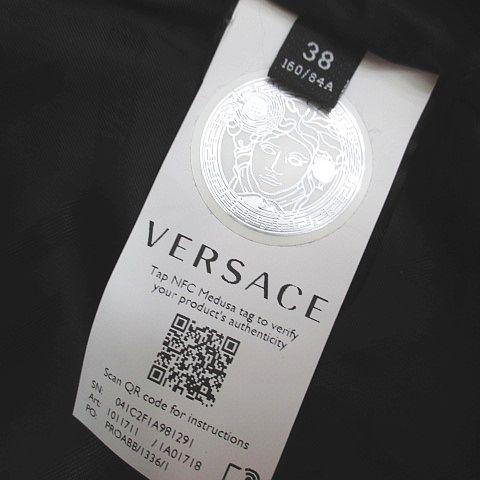 38
160/84A
VERSACE
Tap NFC Medusa tag to verify
your product's authenticity
Scan QR code for instructions
SN: 041C2F1A981291
Art: 1011711 /1A01718
PO: PROABB/1336/1